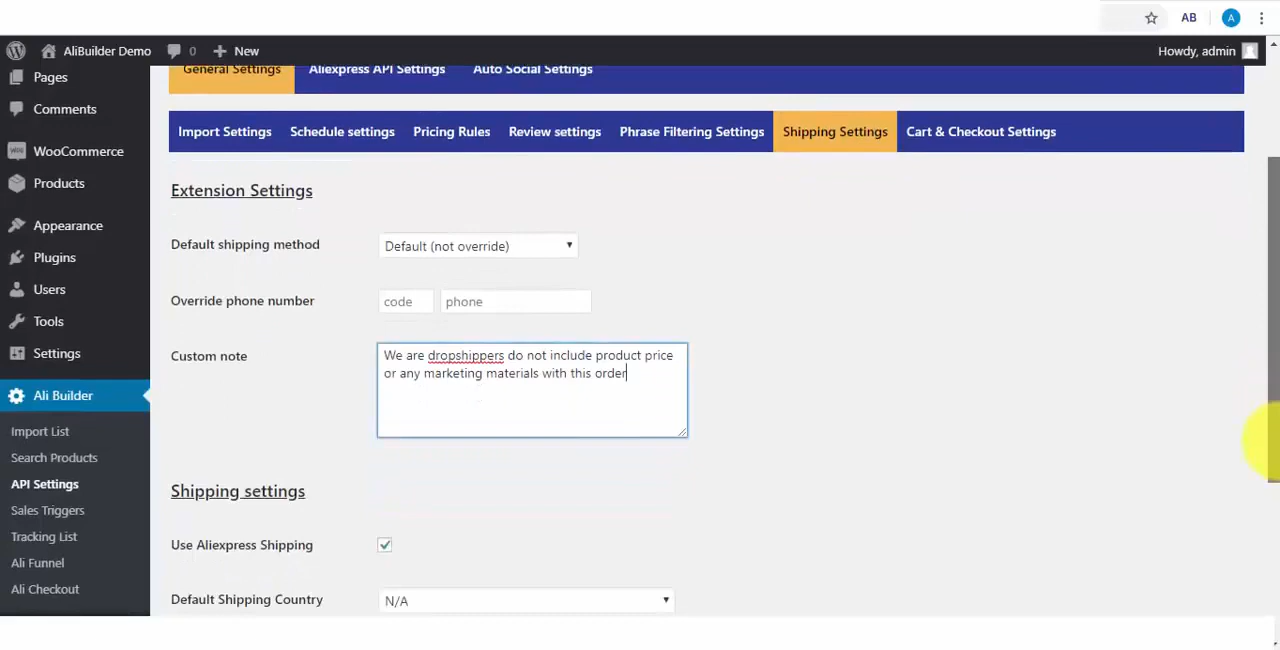 AB
A
AliBuilder Demo
0
New
Howdy, admin
Pages
Comments
WooCommerce
Products
Appearance
Plugins
Users
Tools
Settings
Ali Builder
Import List
Search Products
API Settings
Sales Triggers
Tracking List
Ali Funnel
Ali Checkout
General Settings
Aliexpress API Settings
Auto Social Settings
Import Settings
Schedule settings
Pricing Rules
Review settings
Phrase Filtering Settings
Shipping Settings
Cart & Checkout Settings
Extension Settings
Default shipping method
Default (not override)
Override phone number
code
phone
Custom note
We are dropshippers do not include product price
or any marketing materials with this order
Shipping settings
Use Aliexpress Shipping
Default Shipping Country
N/A